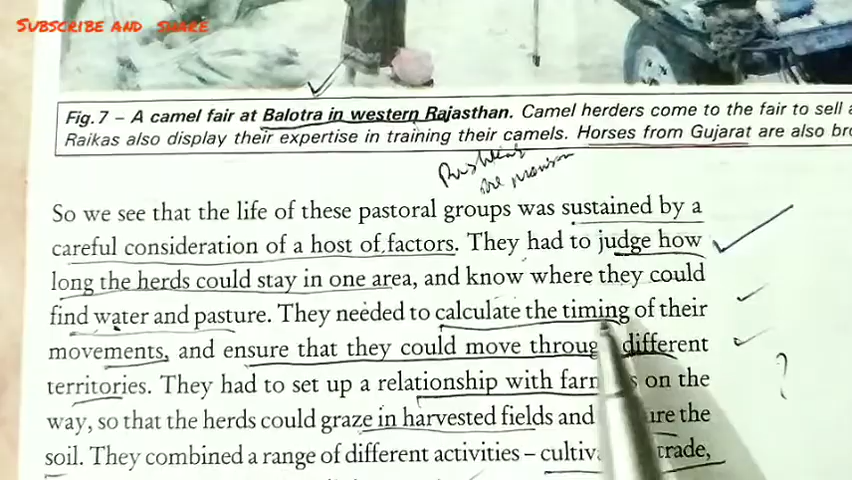 SUBSCRIBE AND SHARE
Fig. 7 – A camel fair at Balotra in western Rajasthan. Camel herders come to the fair to sell
Raikas also display their expertise in training their camels. Horses from Gujarat are also
So we see that the life of these pastoral groups was sustained by a
careful consideration of a host of factors. They had to judge how
long the herds could stay in one area, and know where they could
find water and pasture. They needed to calculate the timing of their
movements, and ensure that they could move through different
territories. They had to set up a relationship with on the
way, so that the herds could graze in harvested fields and the
soil. They combined a range of different activities – trade,